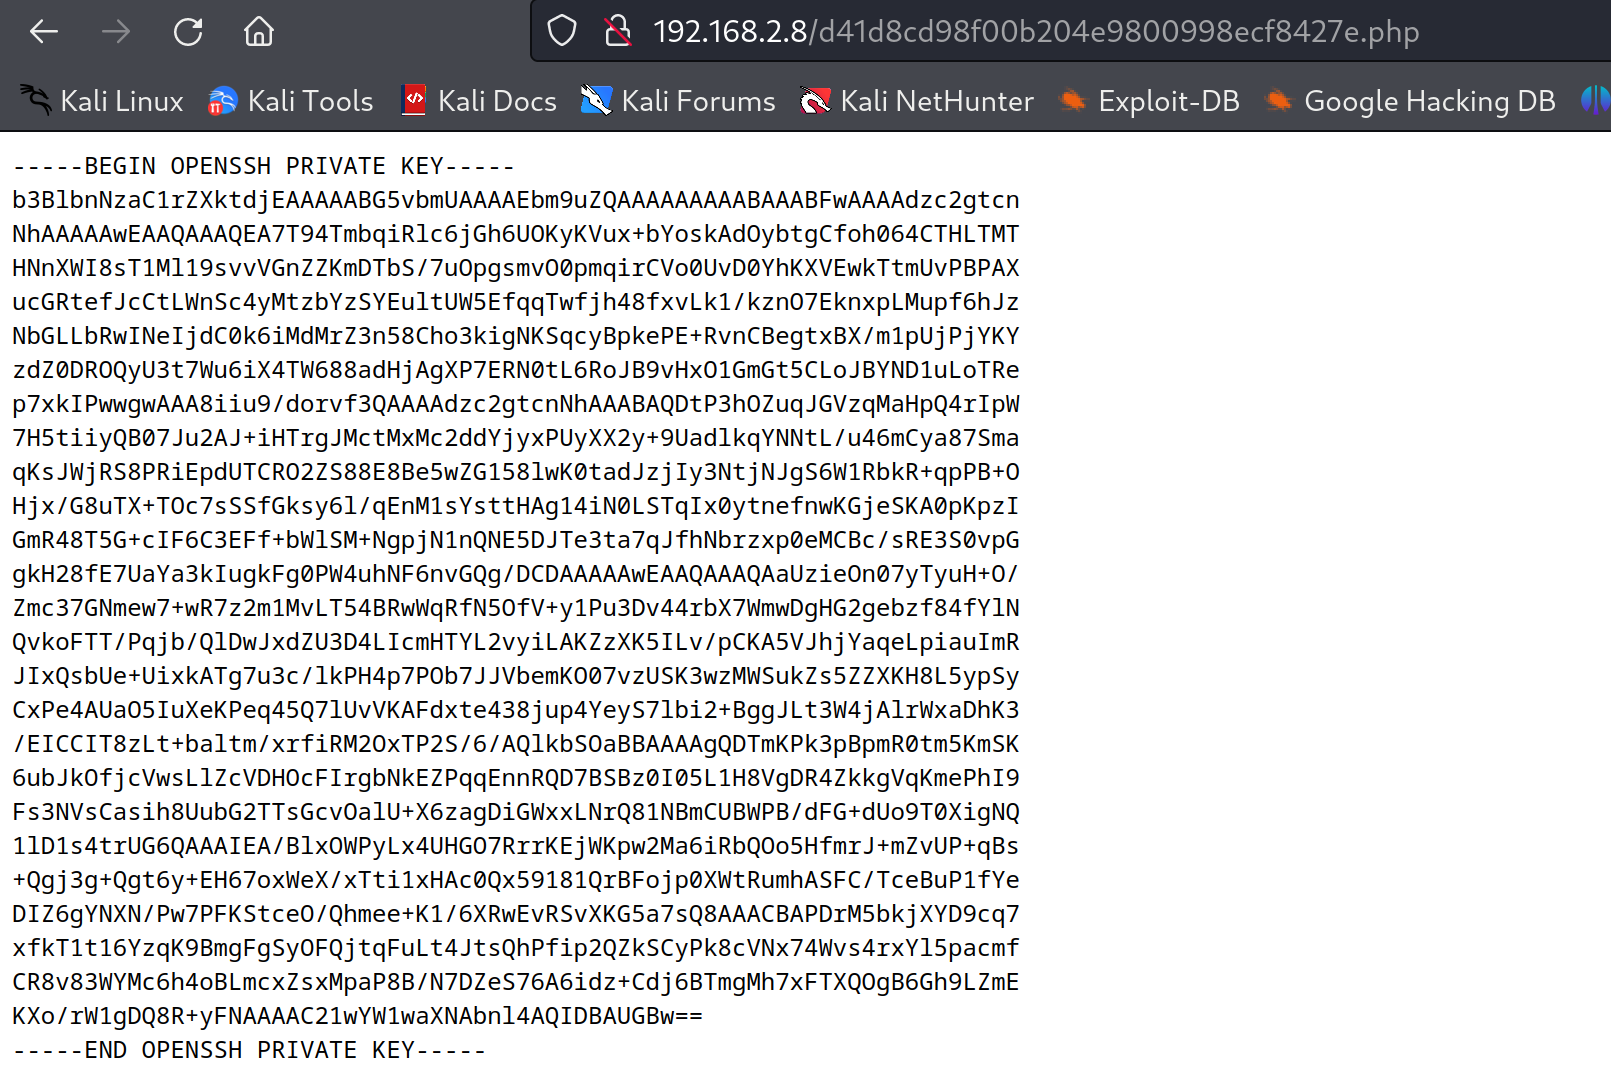 192.168.2.8/d41d8cd98f00b204e9800998ecf8427e.php
Kali Linux Kali Tools Kali Docs Kali Forums Kali NetHunter Exploit-DB Google Hacking DB
-----BEGIN OPENSSH PRIVATE KEY-----
b3BlbnNzaC1rZXktdjEAAAAABG5vbmUAAAAEbm9uZQAAAAAAAAABAAABFwAAAAdzc2gtcn
NhAAAAAwEAAQAAAQEA7T94TmbqiRlc6jGh6UOKyKVux+bYoskAdOybtgCfoh064CTHLTMT
HNnXWI8sT1Ml19svvVGnZZKmDTbS/7uOpgsmvO0pmqirCVo0UvD0YhKXVEwkTtmUvPBPAX
ucGRtefJcCtLWnSc4yMtzbYzSYEultUW5EfqqTwfjh48fxvLk1/kznO7EknxpLMupf6hJz
NbGLLbRwINeIjdC0k6iMdMrZ3n58Cho3kigNKSqcyBpkePE+RvnCBegtxBX/m1pUjPjYKY
zdZ0DROQyU3t7Wu6iX4TW688adHjAgXP7ERN0tL6RoJB9vHxO1GmGt5CLoJBYND1uLoTRe
p7xkIPwwgwAAA8iiu9/dorvf3QAAAAdzc2gtcnNhAAABAQDtP3hOZuqJGVzqMaHpQ4rIpW
7H5tiiyQB07Ju2AJ+iHTrgJMctMxMc2ddYjyxPUyXX2y+9UadlkqYNNtL/u46mCya87Sma
qKsJWjRS8PRiEpdUTCRO2ZS88E8Be5wZG158lwK0tadJzjIy3NtjNJgS6W1RbkR+qpPB+O
Hjx/G8uTX+TOc7sSSfGksy6l/qEnM1sYsttHAg14iN0LSTqIx0ytnefnwKGjeSKA0pKpzI
GmR48T5G+cIF6C3EFf+bWlSM+NgpjN1nQNE5DJTe3ta7qJfhNbrzxp0eMCBc/sRE3S0vpG
gkH28fE7UaYa3kIugkFg0PW4uhNF6nvGQg/DCDAAAAAwEAAQAAAQAaUzieOn07yTyuH+O/
Zmc37GNmew7+wR7z2m1MvLT54BRwWqRfN5OfV+y1Pu3Dv44rbX7WmwDgHG2gebzf84fYlN
QvkoFTT/Pqjb/QlDwJxdZU3D4LIcmHTYL2vyiLAKZzXK5ILv/pCKA5VJhjYaqeLpiauImR
JIxQsbUe+UixkATg7u3c/lkPH4p7POb7JJVbemKO07vzUSK3wzMWSukZs5ZZXKH8L5ypSy
CxPe4AUaO5IuXeKPeq45Q7lUvVKAFdxte438jup4YeyS7lbi2+BggJLt3W4jAlrWxaDhK3
/EICCIT8zLt+baltm/xrfiRM2OxTP2S/6/AQlkbSOaBBAAAAgQDTmKPk3pBpmR0tm5KmSK
6ubJkOfjcVwsLlZcVDHOcFIrgbNkEZPqqEnnRQD7BSBz0I05L1H8VgDR4ZkkgVqKmePhI9
Fs3NVsCasih8UubG2TTsGcvOalU+X6zagDiGWxxLNrQ81NBmCUBWPB/dFG+dUo9T0XigNQ
1lD1s4trUG6QAAAIEA/BlxOWPyLx4UHGO7RrrKEjWKpw2Ma6iRbQOo5HfmrJ+mZvUP+qBs
+Qgj3g+Qgt6y+EH67oxWeX/xTti1xHAc0Qx59181QrBFojp0XWtRumhASFC/TceBuP1fYe
DIZ6gYNXN/Pw7PFKStceO/Qhmee+K1/6XRwEvRSvXKG5a7sQ8AAACBAPDrM5bkjXYD9cq7
xfkT1t16YzqK9BmgFgSyOFQjtqFuLt4JtsQhPfip2QZkSCyPk8cVNx74Wvs4rxYl5pacmf
CR8v83WYMc6h4oBLmcxZsxMpaP8B/N7DZeS76A6idz+Cdj6BTmgMh7xFTXQOgB6Gh9LZmE
KXo/rW1gDQ8R+yFNAAAAC21wYW1waXNAbnl4AQIDBAUGBw==
-----END OPENSSH PRIVATE KEY-----